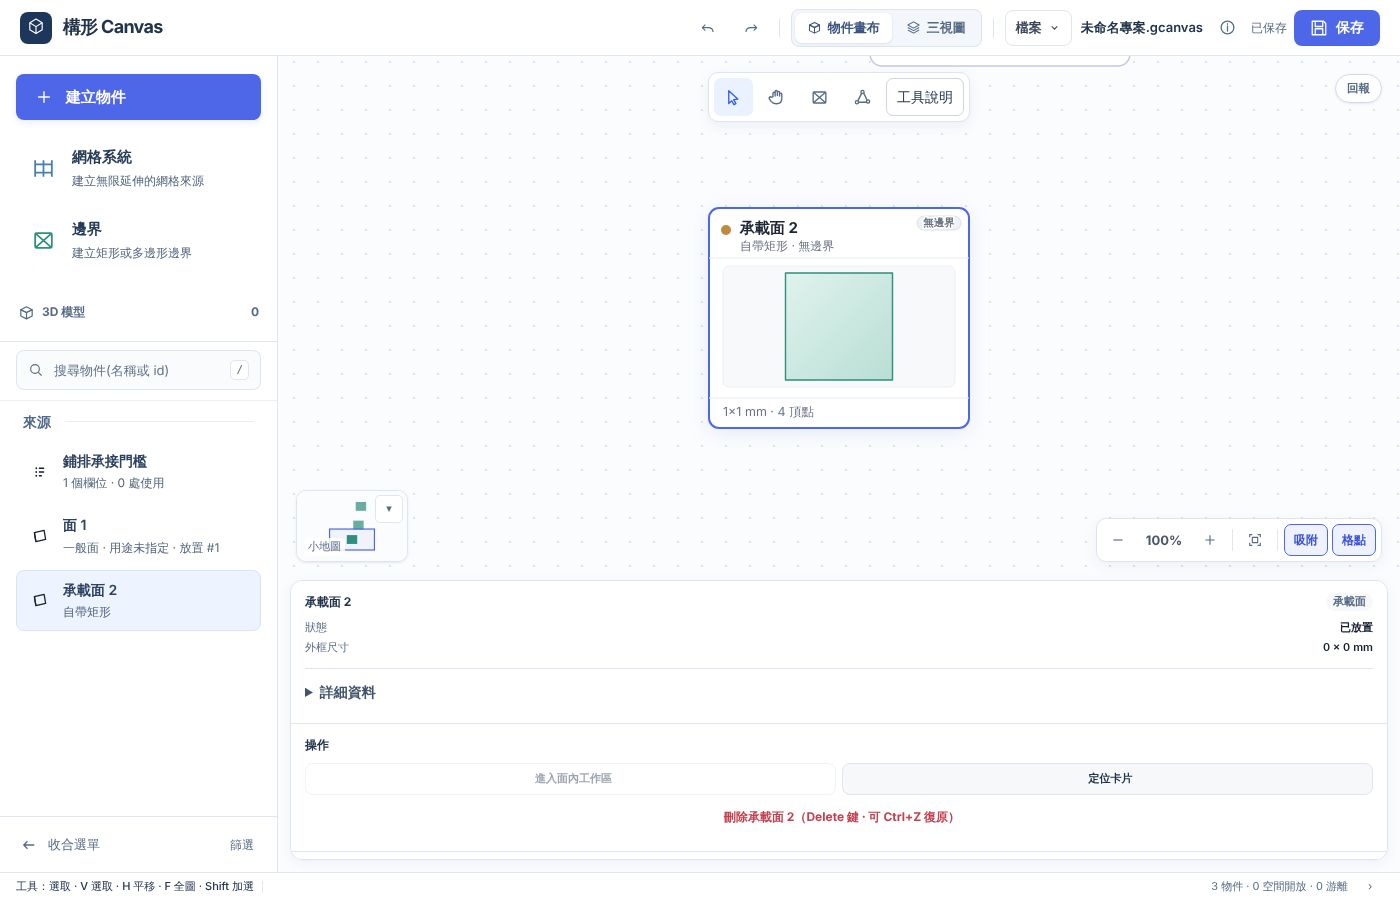 構形 Canvas
物件畫布
三視圖
檔案
未命名專案.gcanvas
已保存
保存
建立物件
網格系統
建立無限延伸的網格來源
邊界
建立矩形或多邊形邊界
3D 模型
0
搜尋物件(名稱或 id)
/
來源
鋪排承接門檻
1 個欄位 · 0 處使用
面 1
一般面 · 用途未指定 · 放置 #1
承載面 2
自帶矩形
收合選單
篩選
工具說明
回報
承載面 2
無邊界
自帶矩形 · 無邊界
1×1 mm · 4 頂點
小地圖
100%
吸附
格點
承載面 2
承載面
狀態
已放置
外框尺寸
0 × 0 mm
詳細資料
操作
進入面內工作區
定位卡片
刪除承載面 2（Delete 鍵 · 可 Ctrl+Z 復原）
工具：選取 · V 選取 · H 平移 · F 全圖 · Shift 加選
3 物件 · 0 空間開放 · 0 游離